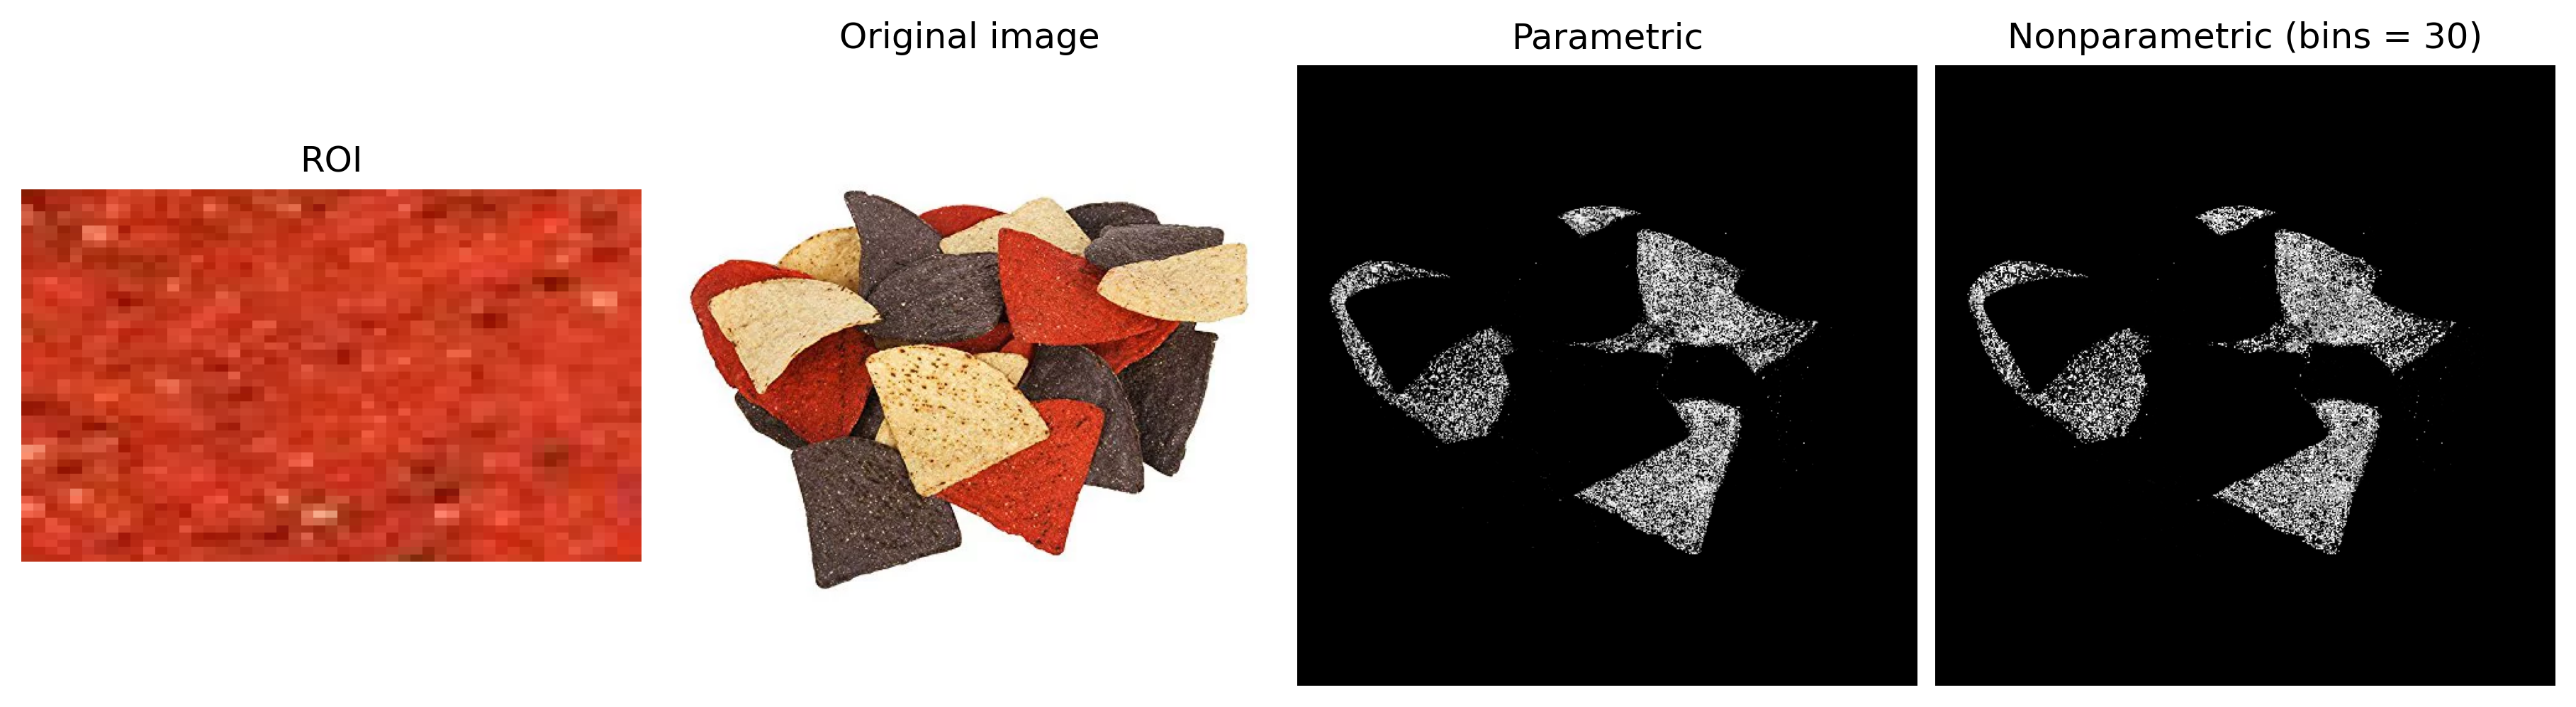 ROI
Original image
Parametric
Nonparametric (bins = 30)